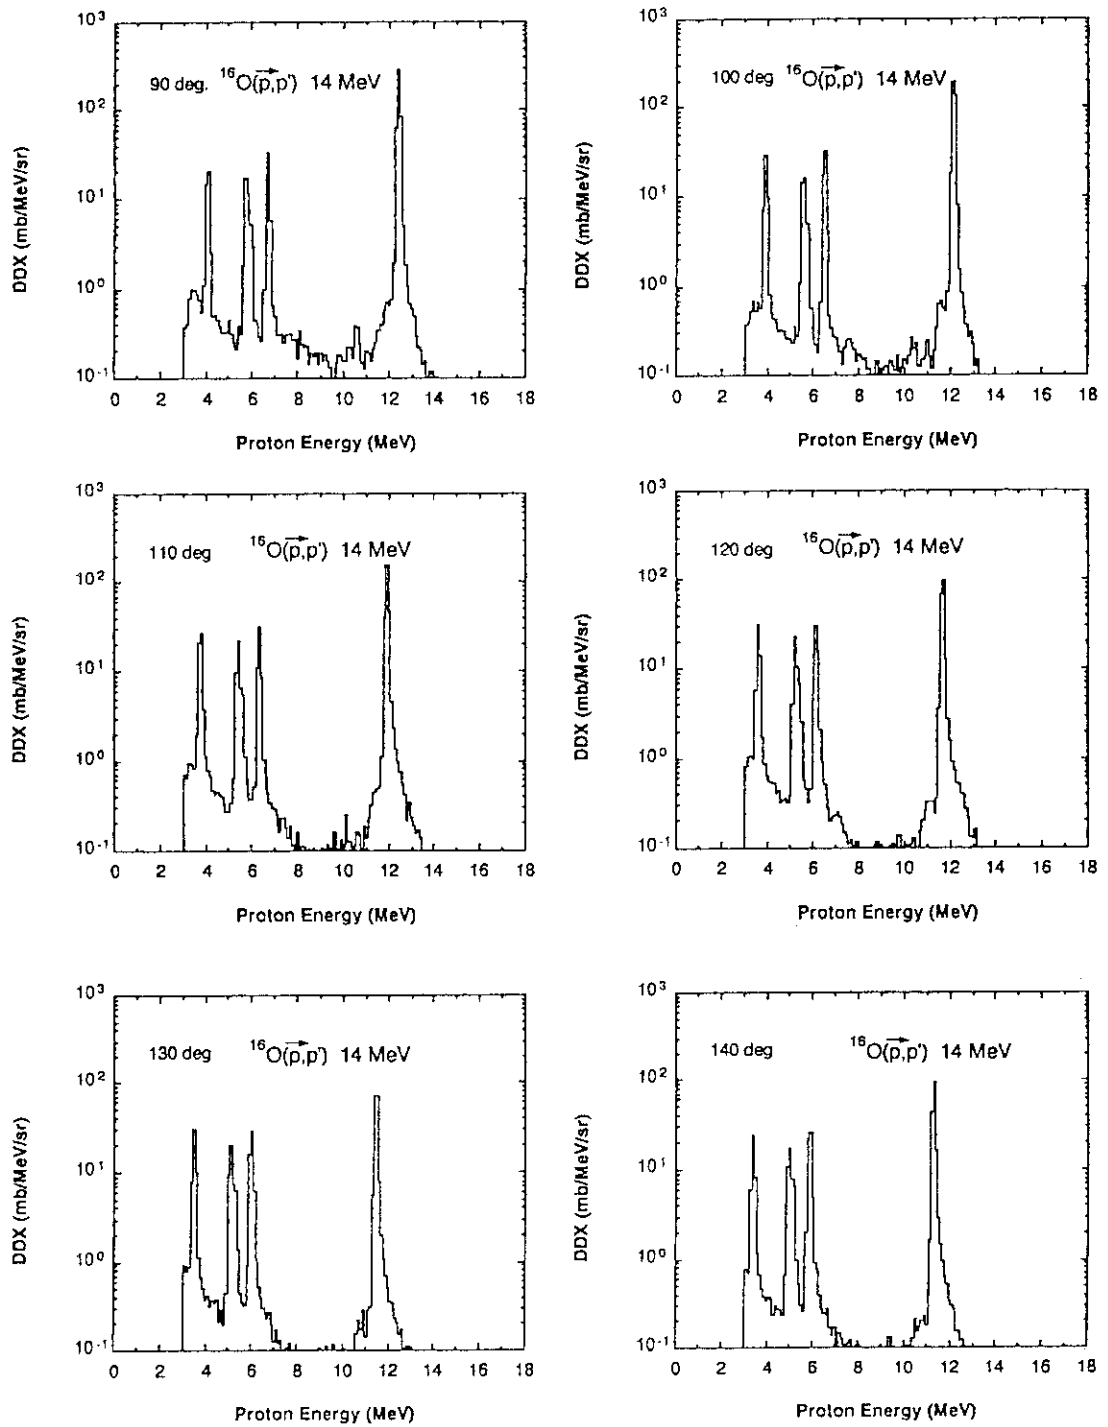 90 deg. ¹⁶O(p,p') 14 MeV
10³
10²
10¹
10⁰
10⁻¹
DDX (mb/MeV/sr)
0 2 4 6 8 10 12 14 16 18
Proton Energy (MeV)
100 deg ¹⁶O(p,p') 14 MeV
10³
10²
10¹
10⁰
10⁻¹
DDX (mb/MeV/sr)
0 2 4 6 8 10 12 14 16 18
Proton Energy (MeV)
110 deg ¹⁶O(p,p') 14 MeV
10³
10²
10¹
10⁰
10⁻¹
DDX (mb/MeV/sr)
0 2 4 6 8 10 12 14 16 18
Proton Energy (MeV)
120 deg ¹⁶O(p,p') 14 MeV
10³
10²
10¹
10⁰
10⁻¹
DDX (mb/MeV/sr)
0 2 4 6 8 10 12 14 16 18
Proton Energy (MeV)
130 deg ¹⁶O(p,p') 14 MeV
10³
10²
10¹
10⁰
10⁻¹
DDX (mb/MeV/sr)
0 2 4 6 8 10 12 14 16 18
Proton Energy (MeV)
140 deg ¹⁶O(p,p') 14 MeV
10³
10²
10¹
10⁰
10⁻¹
DDX (mb/MeV/sr)
0 2 4 6 8 10 12 14 16 18
Proton Energy (MeV)